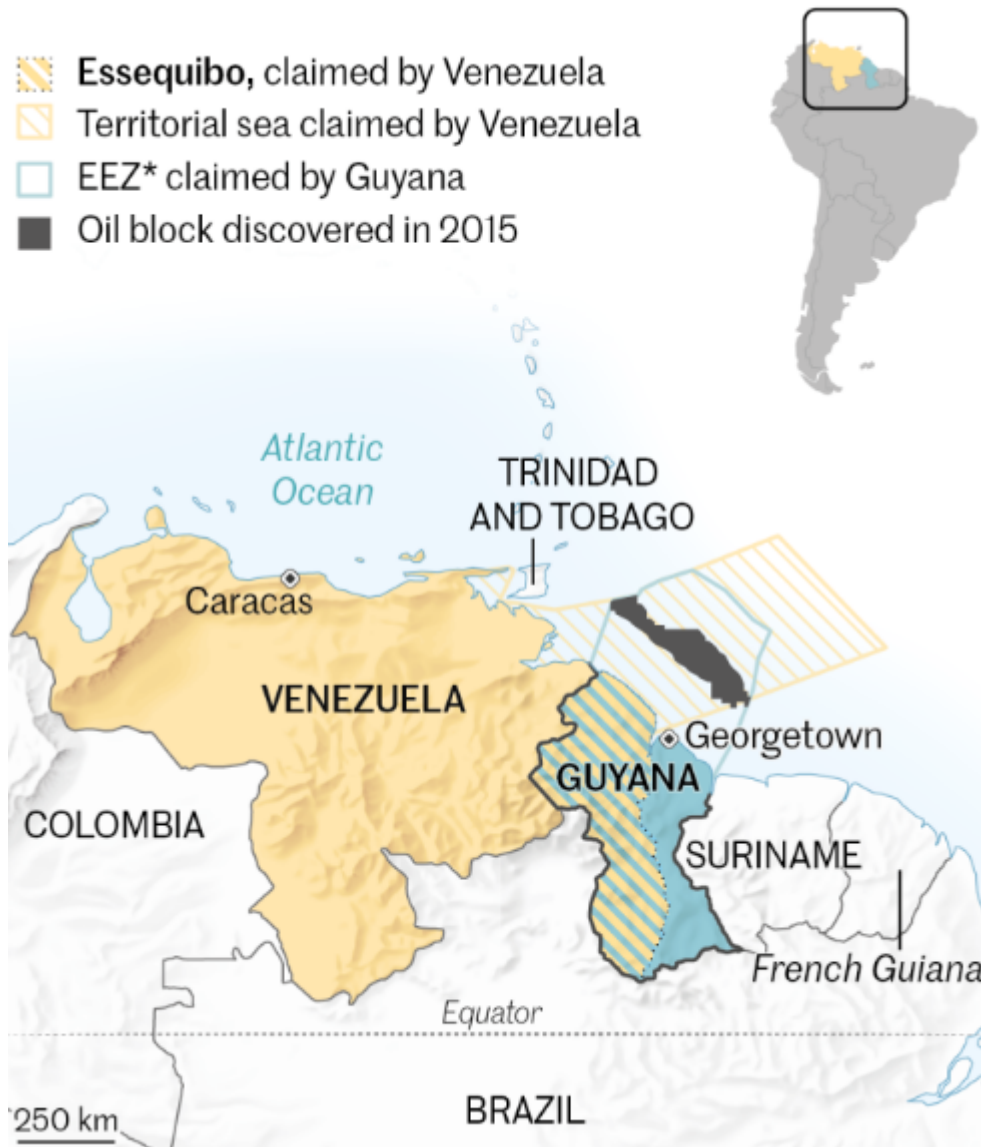 Essequibo, claimed by Venezuela
Territorial sea claimed by Venezuela
EEZ* claimed by Guyana
Oil block discovered in 2015
Atlantic
Ocean
TRINIDAD
AND TOBAGO
Caracas
VENEZUELA
Georgetown
GUYANA
COLOMBIA
SURINAME
French Guiana
Equator
250 km
BRAZIL